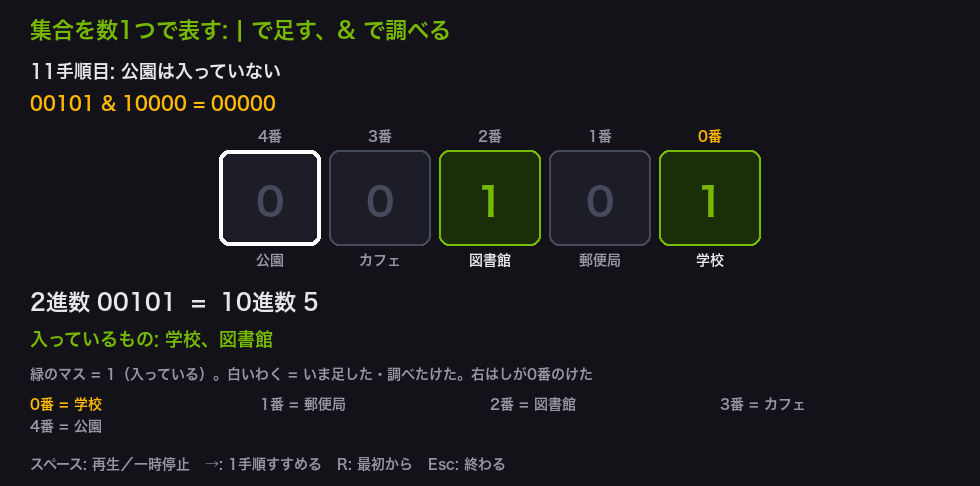 集合を数1つで表す: | で足す、& で調べる
11手順目: 公園は入っていない
00101 & 10000 = 00000
4番 3番 2番 1番 0番
0 0 1 0 1
公園 カフェ 図書館 郵便局 学校
2進数 00101 = 10進数 5
入っているもの: 学校、図書館
緑のマス = 1（入っている）。白いわく = いま足した・調べたけた。右はしが0番のけた
0番 = 学校 1番 = 郵便局 2番 = 図書館 3番 = カフェ
4番 = 公園
スペース: 再生／一時停止 →: 1手順すすめる R: 最初から Esc: 終わる